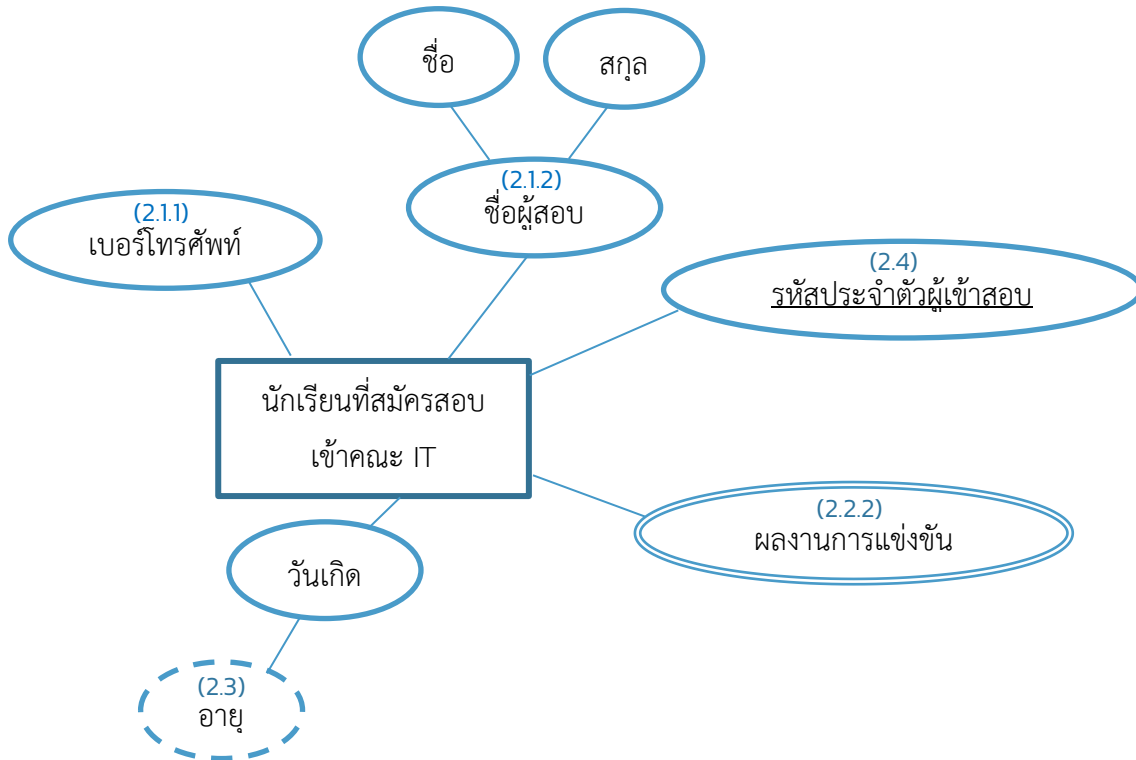 ชื่อ
สกุล
(2.1.2)
ชื่อผู้สอบ
(2.1.1)
เบอร์โทรศัพท์
(2.4)
รหัสประจำตัวผู้เข้าสอบ
นักเรียนที่สมัครสอบ
เข้าคณะ IT
(2.2.2)
ผลงานการแข่งขัน
วันเกิด
(2.3)
อายุ